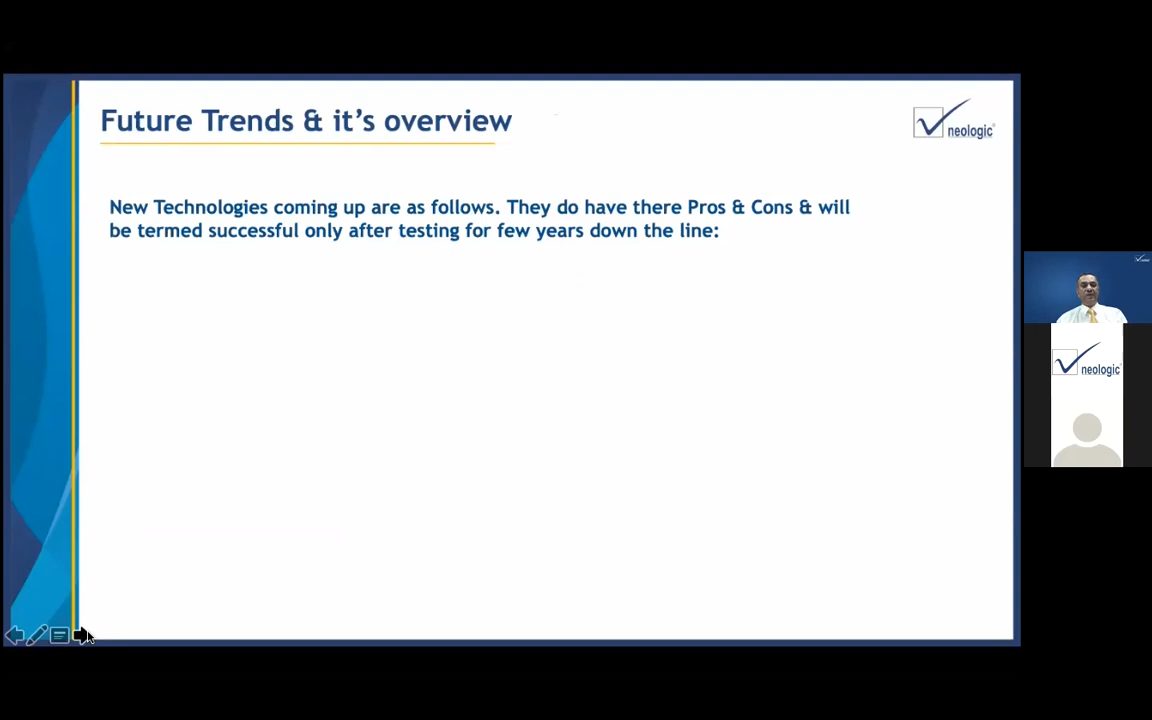 Future Trends & it's overview
neologic
New Technologies coming up are as follows. They do have there Pros & Cons & will
be termed successful only after testing for few years down the line:
neologic